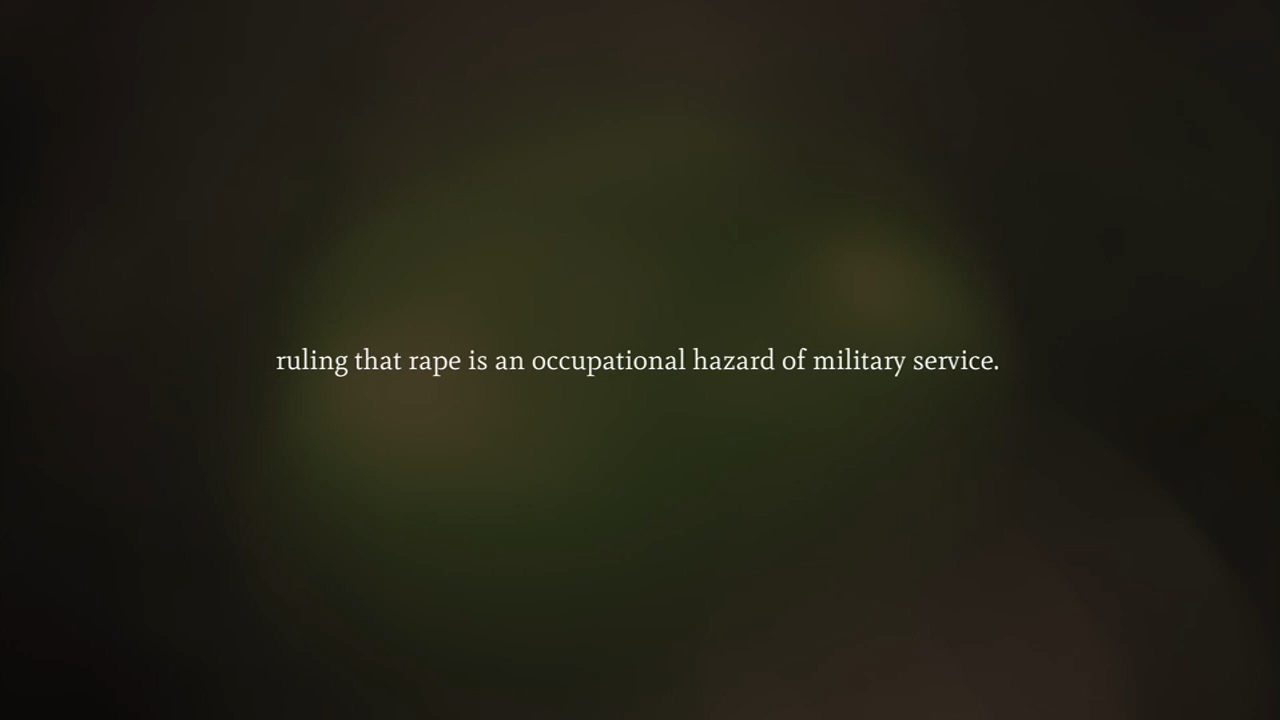 ruling that rape is an occupational hazard of military service.